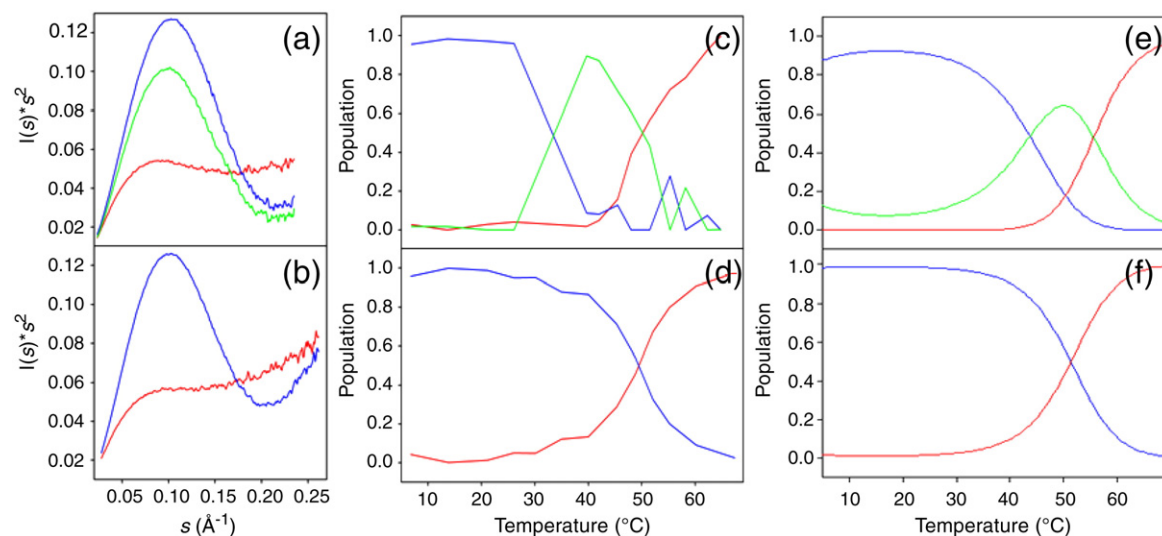 (a)
0.12
0.10
0.08
0.06
0.04
0.02
I(s)*s²
(b)
0.12
0.10
0.08
0.06
0.04
0.02
I(s)*s²
0.05 0.10 0.15 0.20 0.25
s (Å⁻¹)
(c)
1.0
0.8
0.6
0.4
0.2
0.0
Population
(d)
1.0
0.8
0.6
0.4
0.2
0.0
Population
10 20 30 40 50 60
Temperature (°C)
(e)
1.0
0.8
0.6
0.4
0.2
0.0
Population
(f)
1.0
0.8
0.6
0.4
0.2
0.0
Population
10 20 30 40 50 60
Temperature (°C)